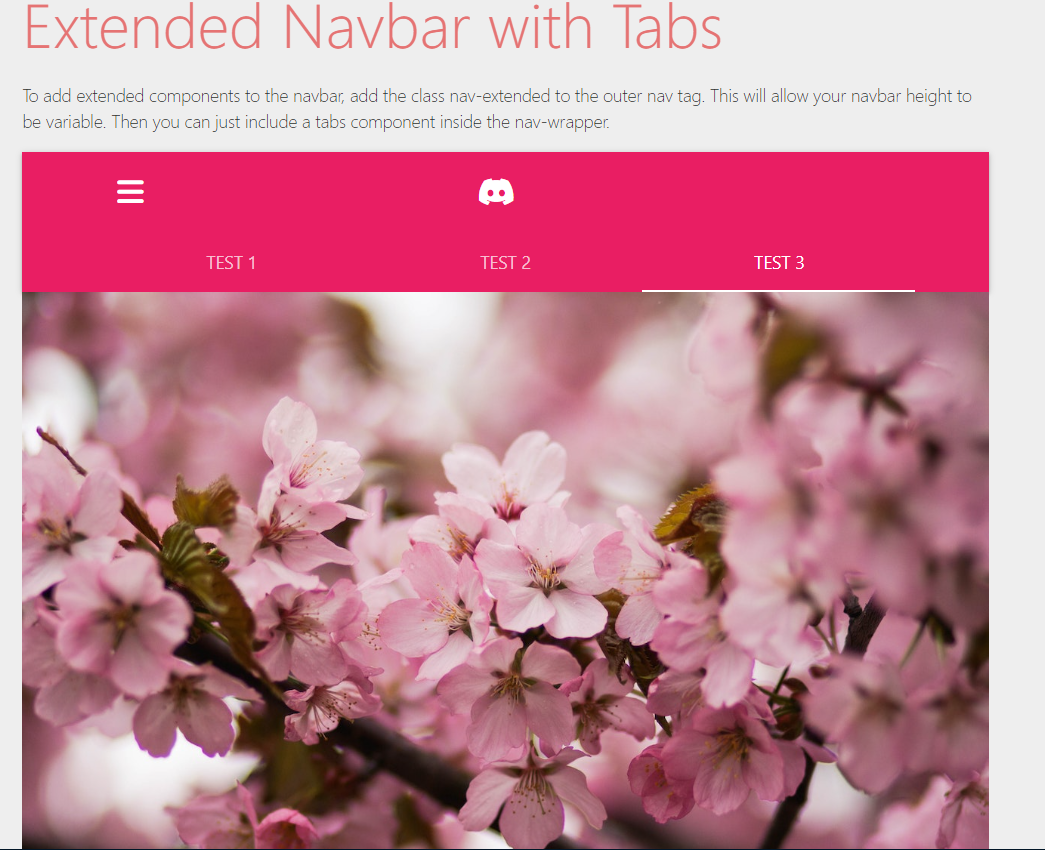 Extended Navbar with Tabs
To add extended components to the navbar, add the class nav-extended to the outer nav tag. This will allow your navbar height to
be variable. Then you can just include a tabs component inside the nav-wrapper.
TEST 1 TEST 2 TEST 3